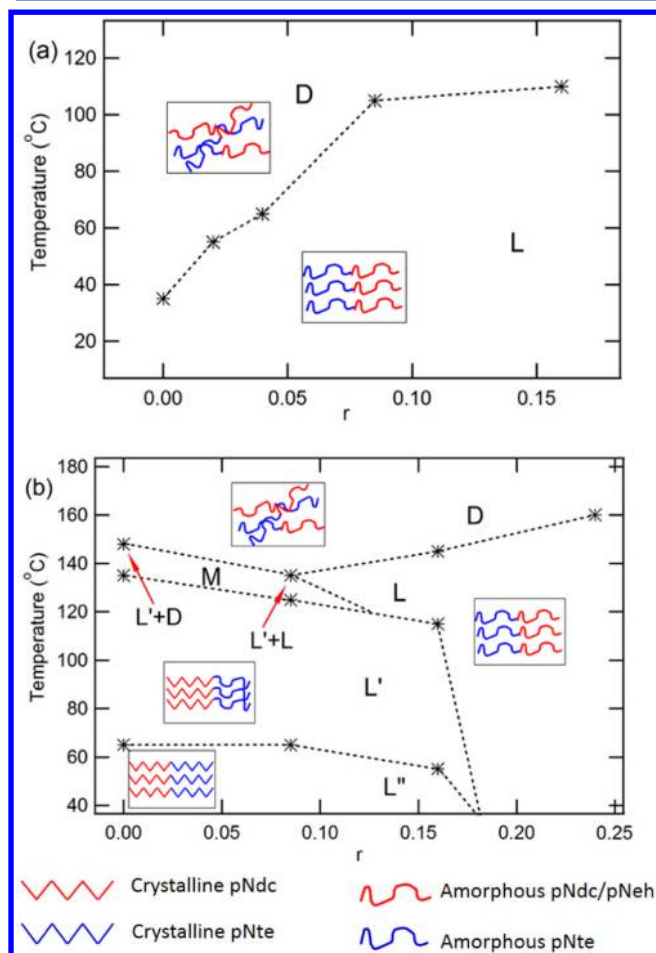 (a)
120
100
80
60
40
20
Temperature (°C)
D
L
0.00 0.05 0.10 0.15
r
(b)
180
160
140
120
100
80
60
40
Temperature (°C)
D
M
L
L'+D
L'+L
L'
L"
0.00 0.05 0.10 0.15 0.20 0.25
r
Crystalline pNdc
Amorphous pNdc/pNeh
Crystalline pNte
Amorphous pNte